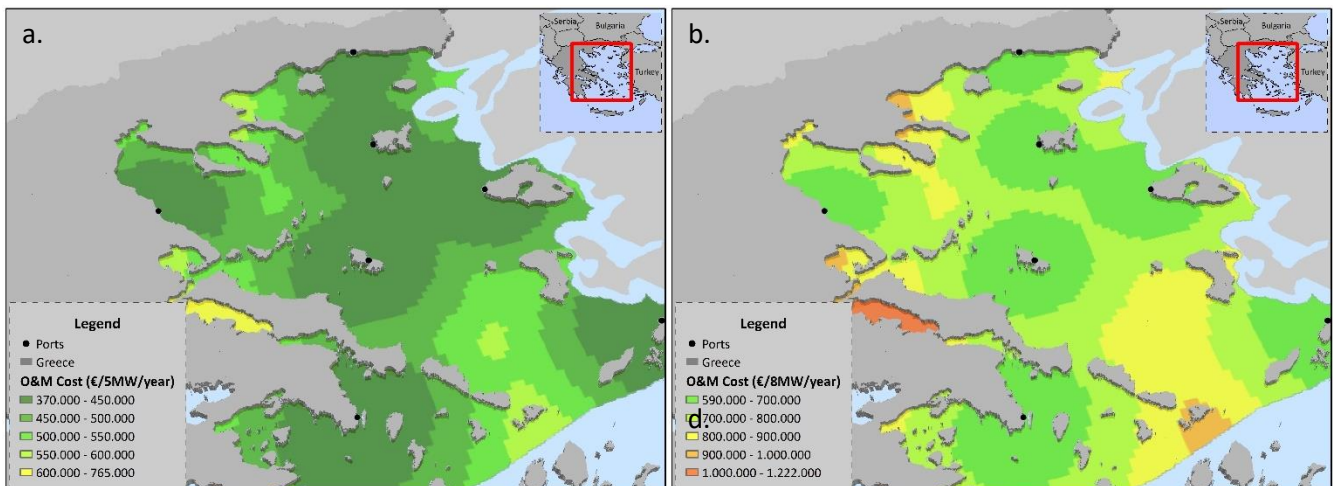 a.
Serbia
Bulgaria
Turkey
Legend
Ports
Greece
O&M Cost (€/5MW/year)
370.000 - 450.000
450.000 - 500.000
500.000 - 550.000
550.000 - 600.000
600.000 - 765.000
b.
Serbia
Bulgaria
Turkey
Legend
Ports
Greece
O&M Cost (€/8MW/year)
590.000 - 700.000
700.000 - 800.000
d.
800.000 - 900.000
900.000 - 1.000.000
1.000.000 - 1.222.000